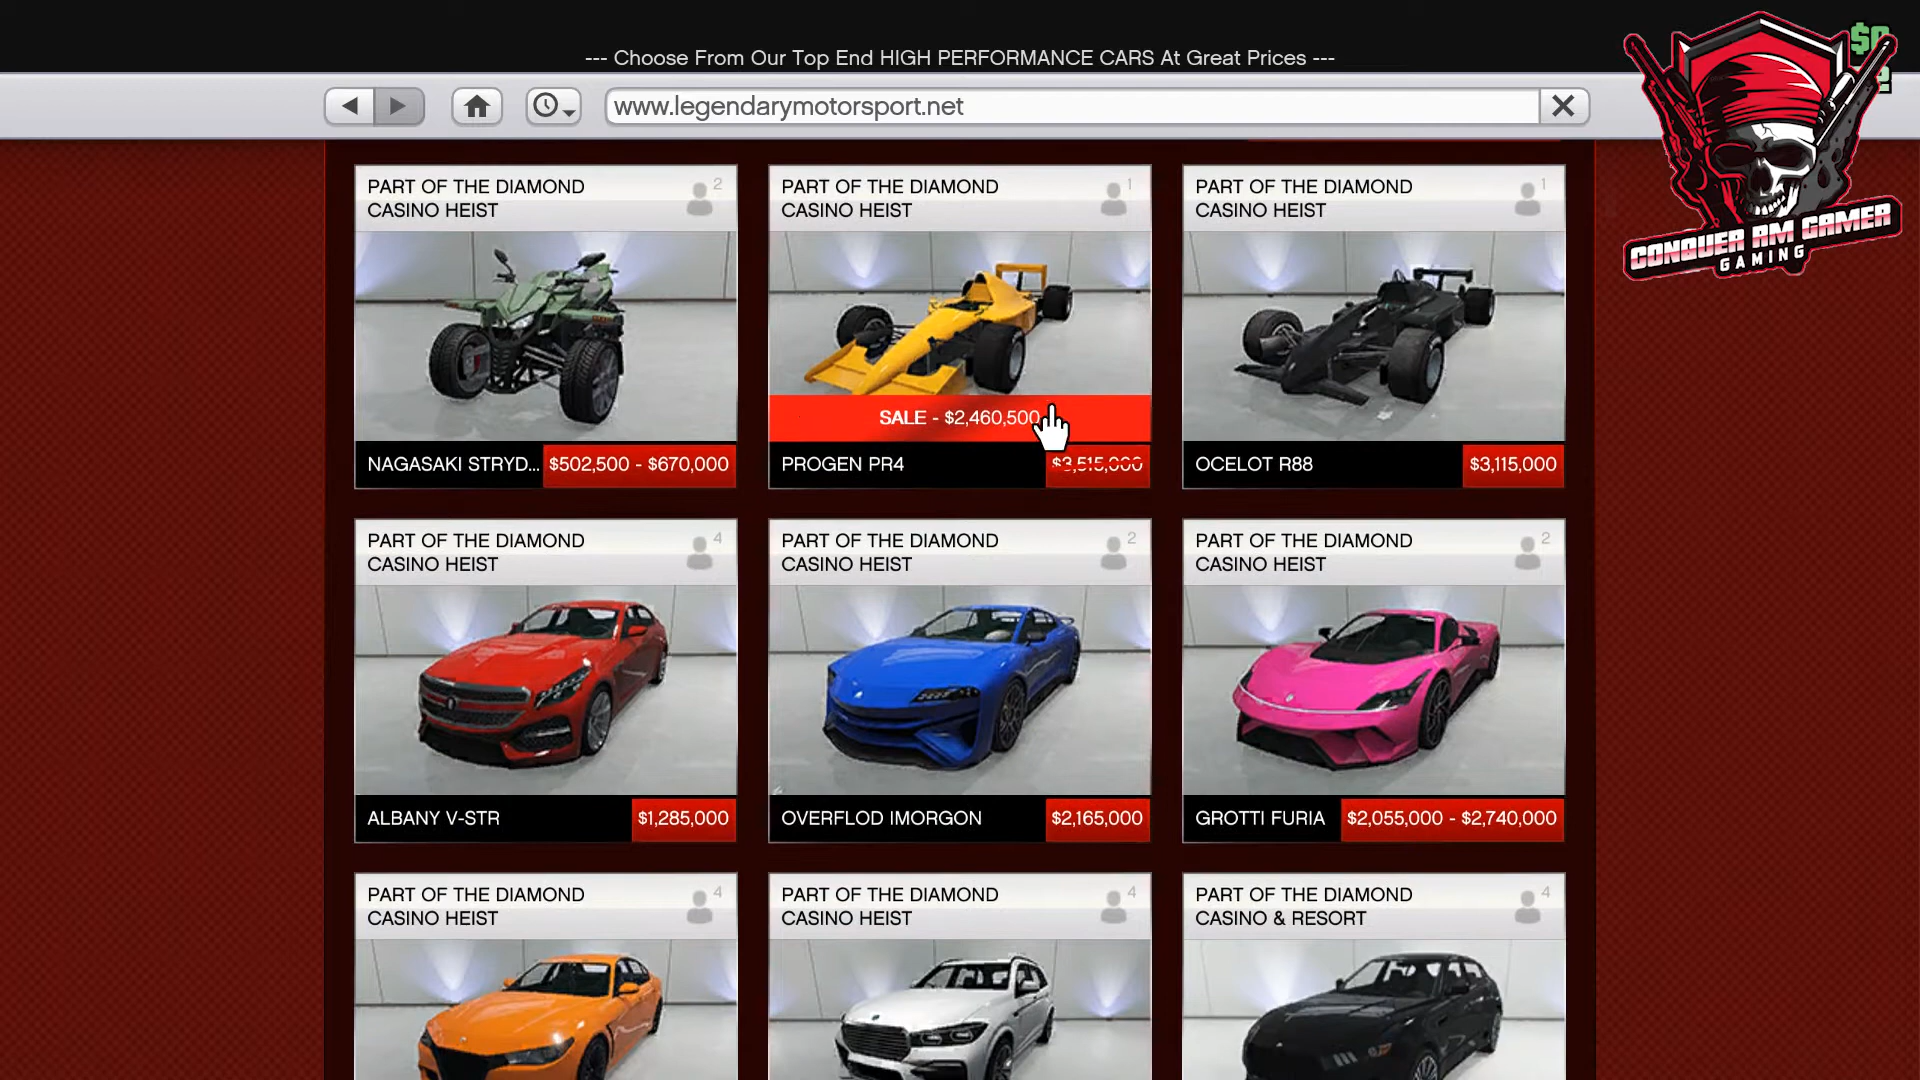 --- Choose From Our Top End HIGH PERFORMANCE CARS At Great Prices ---
www.legendarymotorsport.net
CONQUER AM GAMER
GAMING
PART OF THE DIAMOND
CASINO HEIST
2
NAGASAKI STRYD...
$502,500 - $670,000
PART OF THE DIAMOND
CASINO HEIST
1
SALE - $2,460,500
PROGEN PR4
$3,515,000
PART OF THE DIAMOND
CASINO HEIST
1
OCELOT R88
$3,115,000
PART OF THE DIAMOND
CASINO HEIST
4
ALBANY V-STR
$1,285,000
PART OF THE DIAMOND
CASINO HEIST
2
OVERFLOD IMORGON
$2,165,000
PART OF THE DIAMOND
CASINO HEIST
2
GROTTI FURIA
$2,055,000 - $2,740,000
PART OF THE DIAMOND
CASINO HEIST
4
PART OF THE DIAMOND
CASINO HEIST
4
PART OF THE DIAMOND
CASINO & RESORT
4